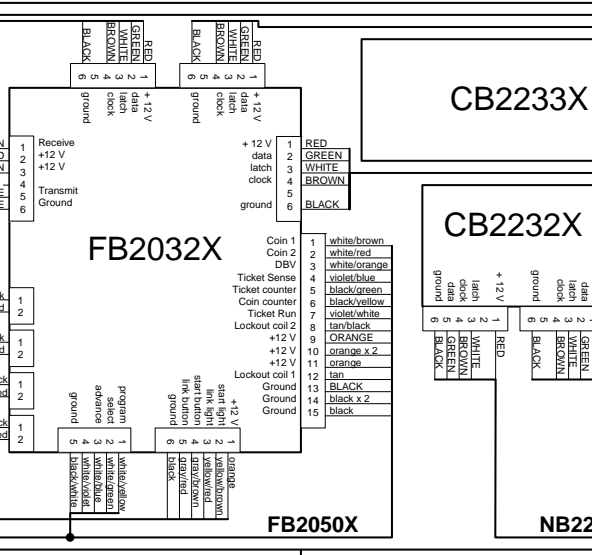 BLACK
BROWN
WHITE
GREEN
RED
6 5 4 3 2 1
ground
clock
latch
data
+ 12 V
BLACK
BROWN
WHITE
GREEN
RED
6 5 4 3 2 1
ground
clock
latch
data
+ 12 V
CB2233X
1 Receive
2 +12 V
3 +12 V
4
5 Transmit
6 Ground
+ 12 V 1 RED
data 2 GREEN
latch 3 WHITE
clock 4 BROWN
5
ground 6 BLACK
FB2032X
CB2232X
ground
data
clock
latch
+ 12 V
6 5 4 3 2 1
BLACK
GREEN
BROWN
WHITE
RED
ground
clock
latch
data
6 5 4 3 2
BLACK
BROWN
WHITE
GREEN
Coin 1 1 white/brown
Coin 2 2 white/red
DBV 3 white/orange
Ticket Sense 4 violet/blue
Ticket counter 5 black/green
Coin counter 6 black/yellow
Ticket Run 7 violet/white
Lockout coil 2 8 tan/black
+12 V 9 ORANGE
+12 V 10 orange x 2
+12 V 11 orange
Lockout coil 1 12 tan
Ground 13 BLACK
Ground 14 black x 2
Ground 15 black
1
2
1
2
1
2
1
2
ground
advance
select
program
5 4 3 2 1
black/white
white/violet
white/blue
white/green
white/yellow
ground
link button
start button
link light
start light
+12 V
6 5 4 3 2 1
black
gray/red
gray/brown
yellow/red
yellow/brown
orange
FB2050X
NB22